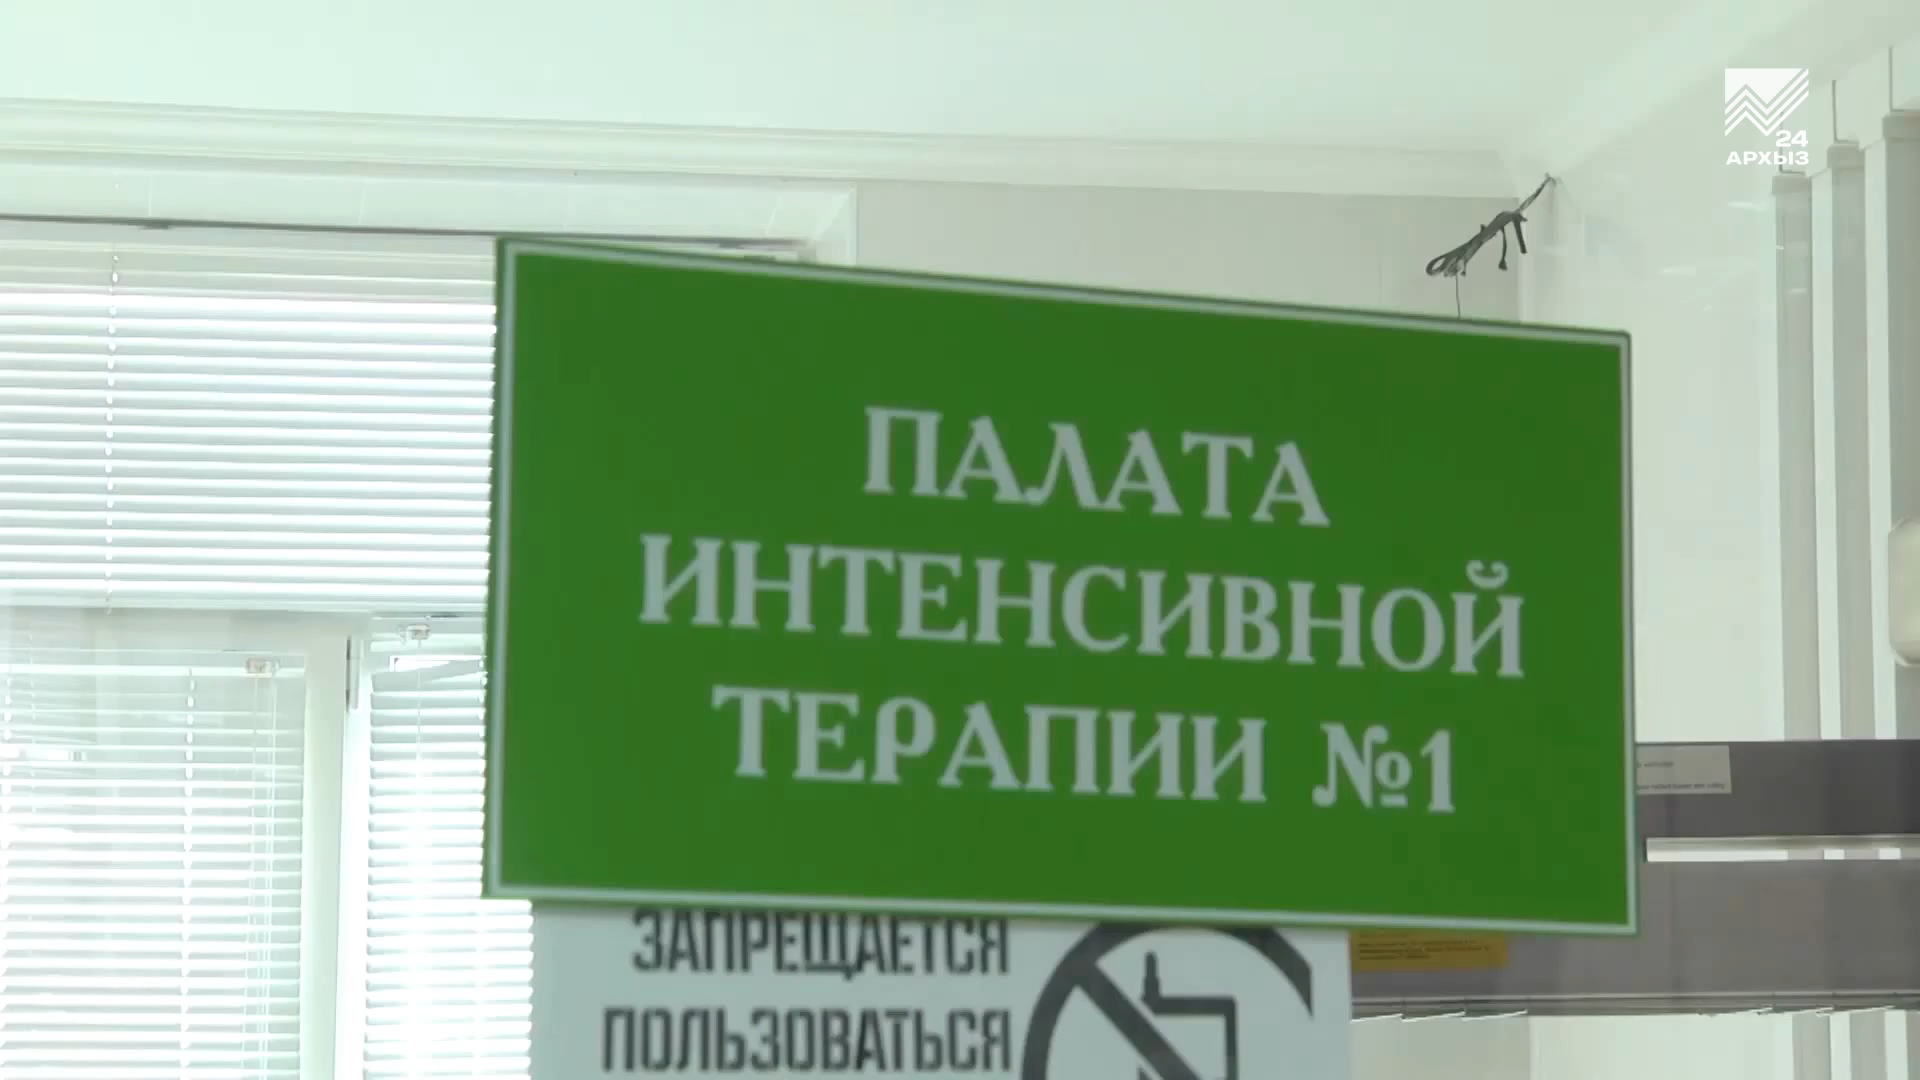 24
АРХЫЗ
ПАЛАТА
ИНТЕНСИВНОЙ
ТЕРАПИИ №1
ЗАПРЕЩАЕТСЯ
ПОЛЬЗОВАТЬСЯ